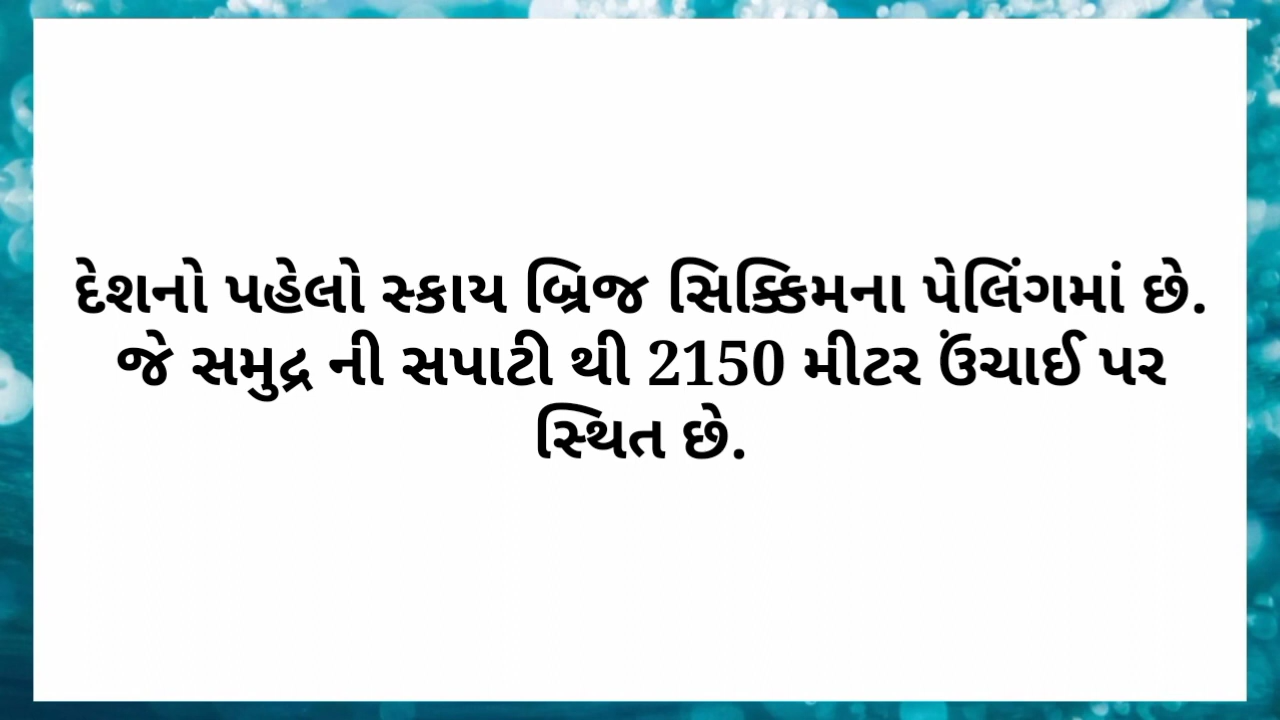 દેશનો પહેલો સ્કાય બ્રિજ સિક્કિમના પેલિંગમાં છે.
જે સમુદ્ર ની સપાટી થી 2150 મીટર ઉંચાઈ પર
સ્થિત છે.